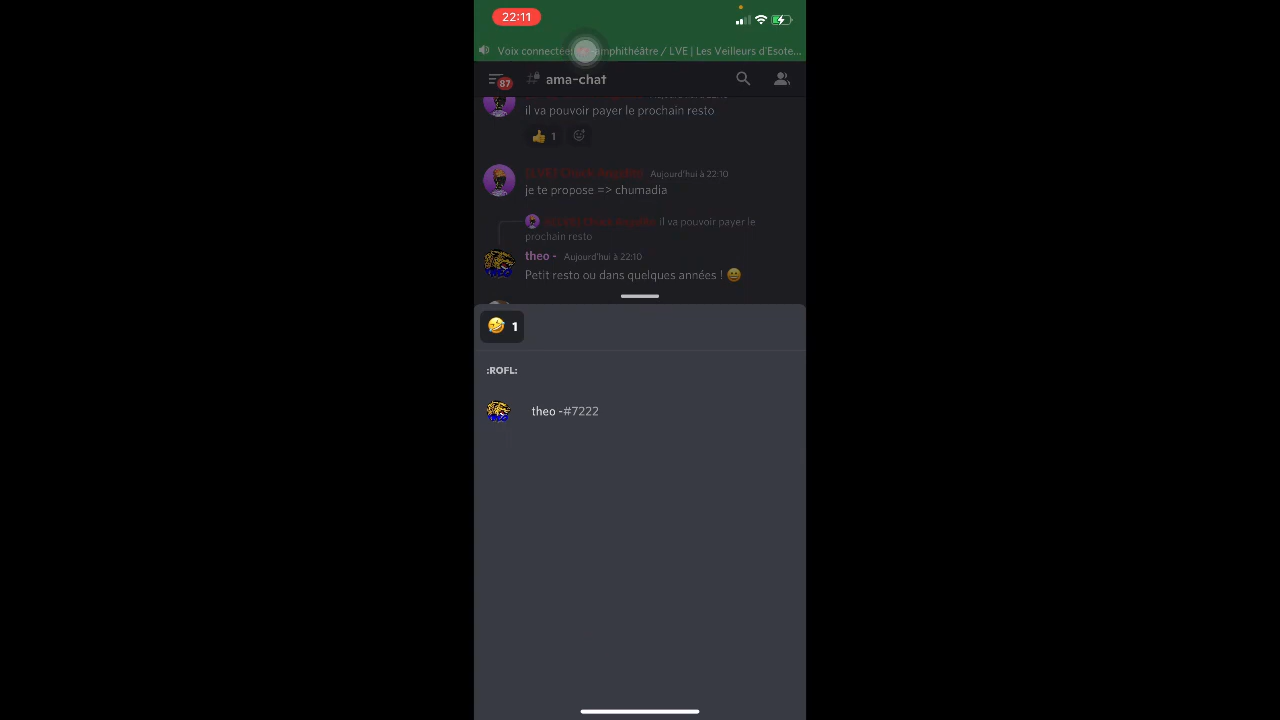 22:11
Voix connectée amphithéâtre / LVE | Les Veilleurs d'Esote...
87
ama-chat
il va pouvoir payer le prochain resto
👍 1
Aujourd'hui à 22:10
je te propose => chumadia
il va pouvoir payer le
prochain resto
theo - Aujourd'hui à 22:10
Petit resto ou dans quelques années ! 😄
🤣 1
:ROFL:
theo -#7222